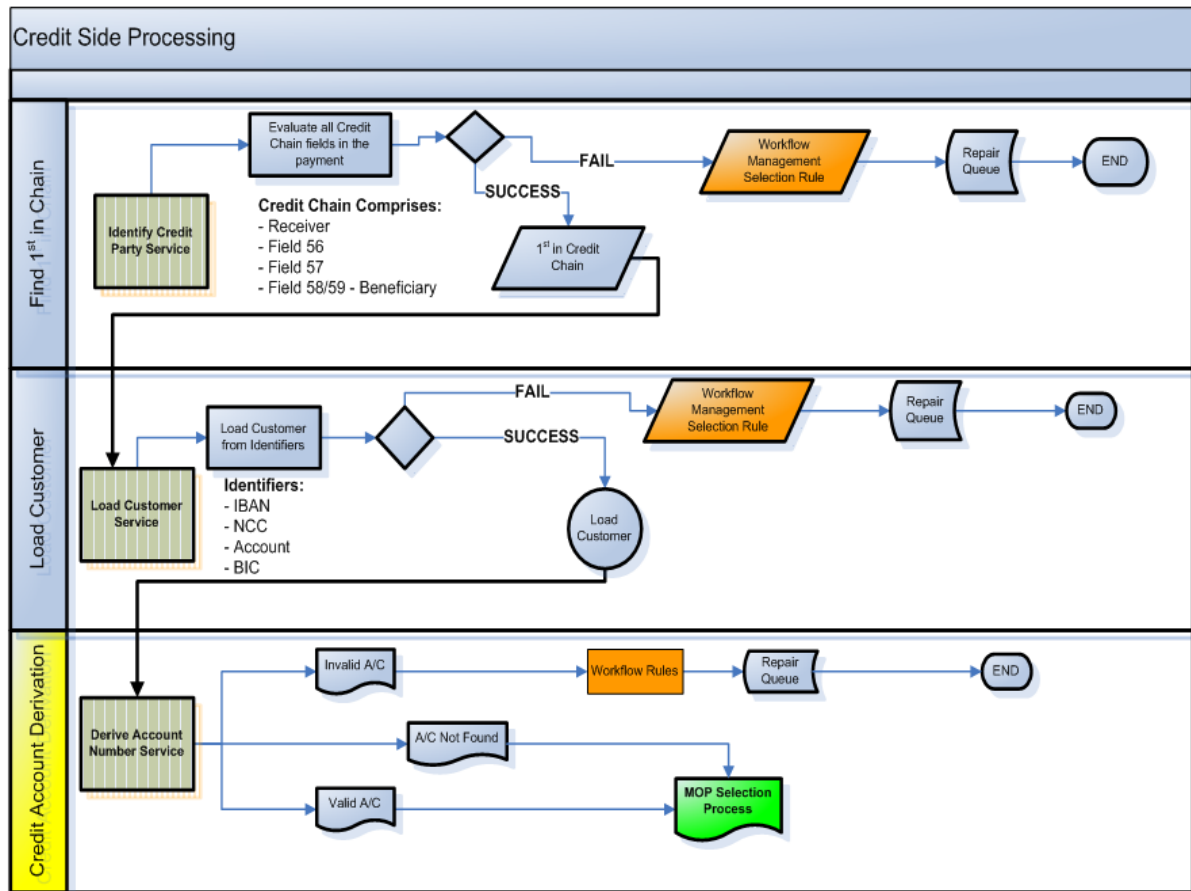 Credit Side Processing
Find 1st in Chain
Identify Credit
Party Service
Evaluate all Credit
Chain fields in the
payment
Credit Chain Comprises:
- Receiver
- Field 56
- Field 57
- Field 58/59 - Beneficiary
FAIL
SUCCESS
1st in Credit
Chain
Workflow
Management
Selection Rule
Repair
Queue
END
Load Customer
Load Customer
Service
Load Customer
from Identifiers
Identifiers:
- IBAN
- NCC
- Account
- BIC
FAIL
SUCCESS
Load
Customer
Workflow
Management
Selection Rule
Repair
Queue
END
Credit Account Derivation
Derive Account
Number Service
Invalid A/C
Workflow Rules
Repair
Queue
END
A/C Not Found
Valid A/C
MOP Selection
Process